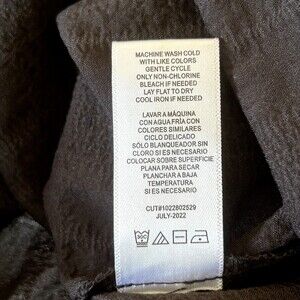 MACHINE WASH COLD
WITH LIKE COLORS
GENTLE CYCLE
ONLY NON-CHLORINE
BLEACH IF NEEDED
LAY FLAT TO DRY
COOL IRON IF NEEDED
LAVAR A MÁQUINA
CON AGUA FRÍA CON
COLORES SIMILARES
CICLO DELICADO
SÓLO BLANQUEADOR SIN
CLORO SI ES NECESARIO
COLOCAR SOBRE SUPERFICIE
PLANA PARA SECAR
PLANCHAR A BAJA
TEMPERATURA
SI ES NECESARIO
CUT#1022802529
JULY-2022